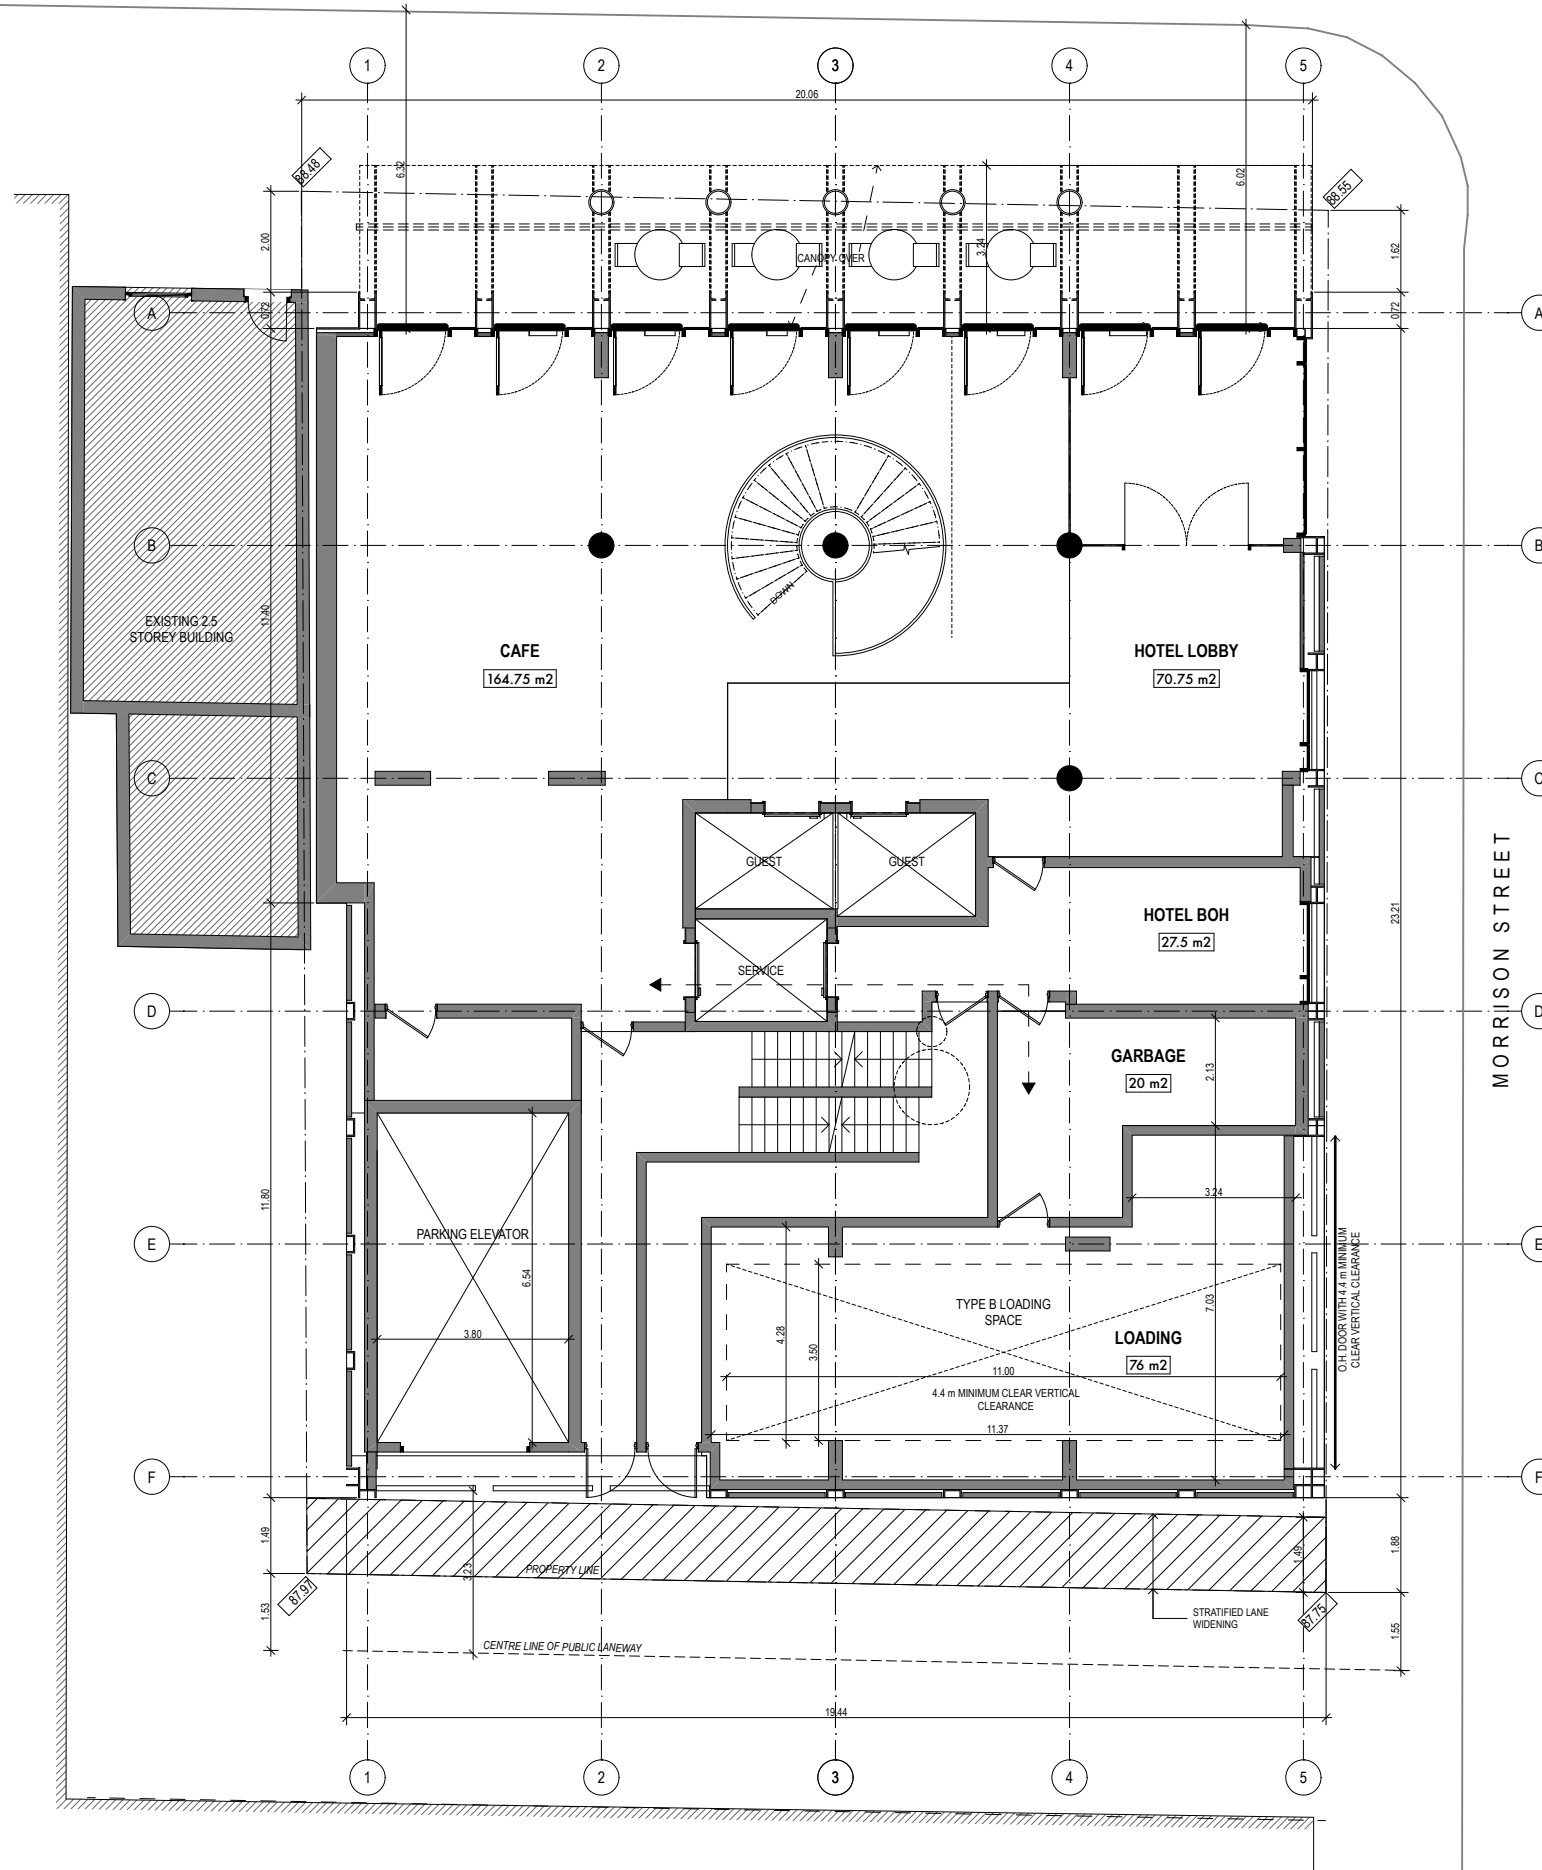 1
2
3
4
5
20.06
88.48
6.32
6.02
88.55
2.00
3.24
CANOPY OVER
1.62
0.72
0.72
A
A
B
B
DOWN
EXISTING 2.5
STOREY BUILDING
11.40
CAFE
164.75 m2
HOTEL LOBBY
70.75 m2
C
C
GUEST
GUEST
MORRISON STREET
23.21
HOTEL BOH
27.5 m2
SERVICE
D
D
GARBAGE
20 m2
2.13
11.80
3.24
PARKING ELEVATOR
E
E
6.54
O.H. DOOR WITH 4.4 m MINIMUM
CLEAR VERTICAL CLEARANCE
TYPE B LOADING
SPACE
7.03
4.28
3.50
3.80
LOADING
76 m2
11.00
4.4 m MINIMUM CLEAR VERTICAL
CLEARANCE
11.37
F
F
1.49
1.49
1.88
PROPERTY LINE
3.23
87.97
1.53
STRATIFIED LANE
WIDENING
87.75
1.55
CENTRE LINE OF PUBLIC LANEWAY
19.44
1
2
3
4
5